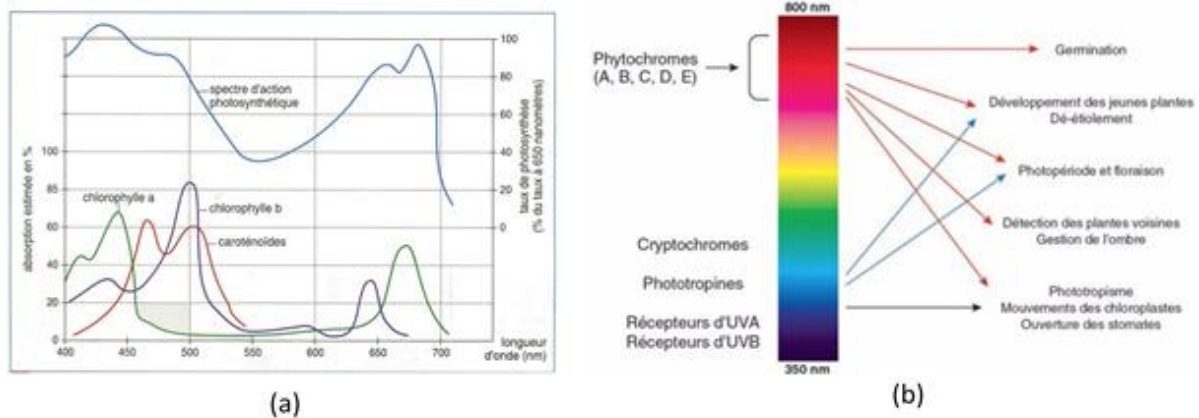 100
80
60
40
20
0
taux de photosynthèse
(% du taux à 650 nanomètres)
spectre d'action
photosynthétique
absorption estimée en %
100
85
60
40
20
0
chlorophylle a
chlorophylle b
caroténoïdes
400
450
500
550
600
650
700
longueur
d'onde (nm)
(a)
800 nm
Phytochromes
(A, B, C, D, E)
Cryptochromes
Phototropines
Récepteurs d'UVA
Récepteurs d'UVB
350 nm
Germination
Développement des jeunes plantes
Dé-étiolement
Photopériode et floraison
Détection des plantes voisines
Gestion de l'ombre
Phototropisme
Mouvements des chloroplastes
Ouverture des stomates
(b)